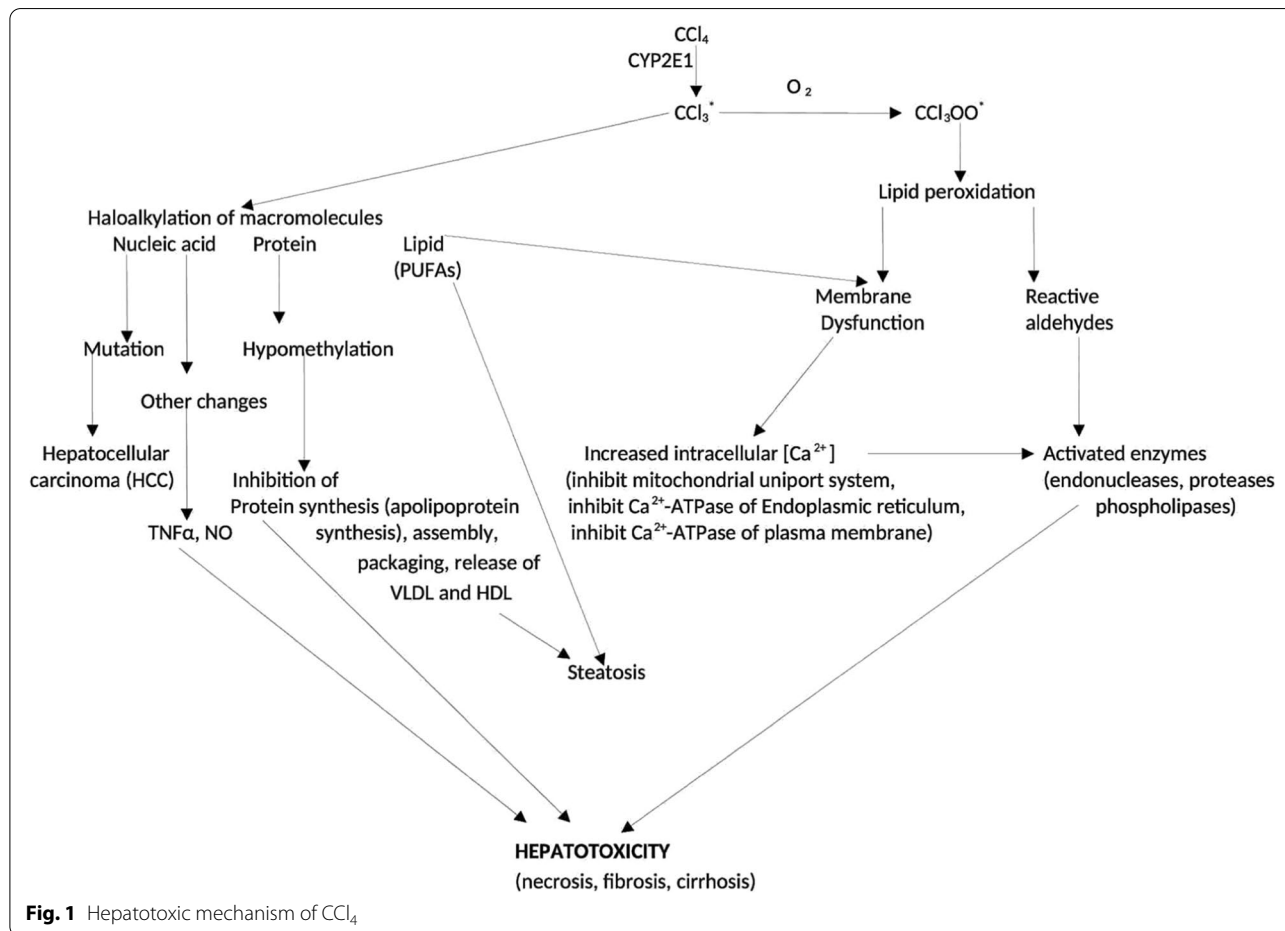 CCl₄
CYP2E1
O₂
CCl₃* CCl₃OO*
Lipid peroxidation
Haloalkylation of macromolecules
Nucleic acid Protein Lipid
(PUFAs)
Membrane
Dysfunction
Reactive
aldehydes
Mutation Hypomethylation
Other changes
Hepatocellular
carcinoma (HCC)
Increased intracellular [Ca²⁺]
(inhibit mitochondrial uniport system,
inhibit Ca²⁺-ATPase of Endoplasmic reticulum,
inhibit Ca²⁺-ATPase of plasma membrane)
Activated enzymes
(endonucleases, proteases
phospholipases)
Inhibition of
Protein synthesis (apolipoprotein
synthesis), assembly,
packaging, release of
VLDL and HDL
TNFα, NO
Steatosis
HEPATOTOXICITY
(necrosis, fibrosis, cirrhosis)
Fig. 1 Hepatotoxic mechanism of CCl₄